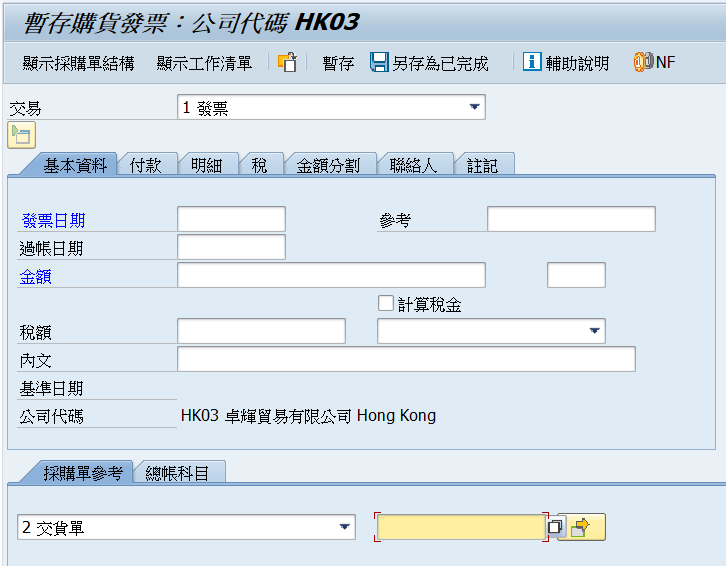 暫存購貨發票：公司代碼 HK03
顯示採購單結構 顯示工作清單 暫存 另存為已完成 輔助說明 NF
交易 1 發票
基本資料 付款 明細 稅 金額分割 聯絡人 註記
發票日期 參考
過帳日期
金額
計算稅金
稅額
內文
基準日期
公司代碼 HK03 卓輝貿易有限公司 Hong Kong
採購單參考 總帳科目
2 交貨單